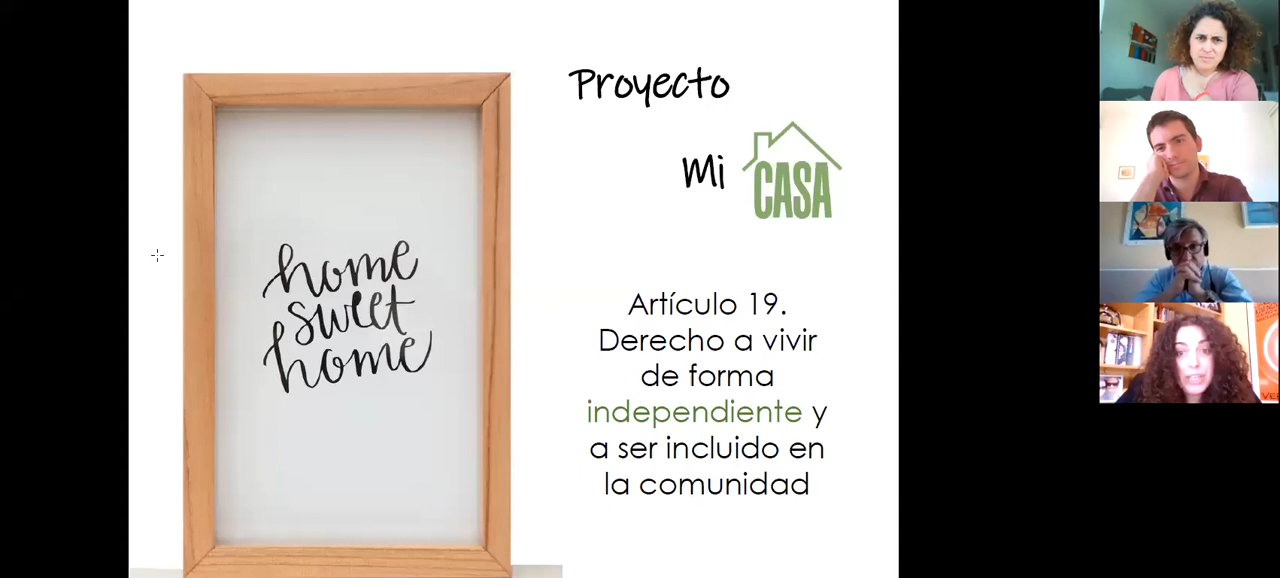 home
sweet
home
Proyecto
Mi CASA
Artículo 19.
Derecho a vivir
de forma
independiente y
a ser incluido en
la comunidad